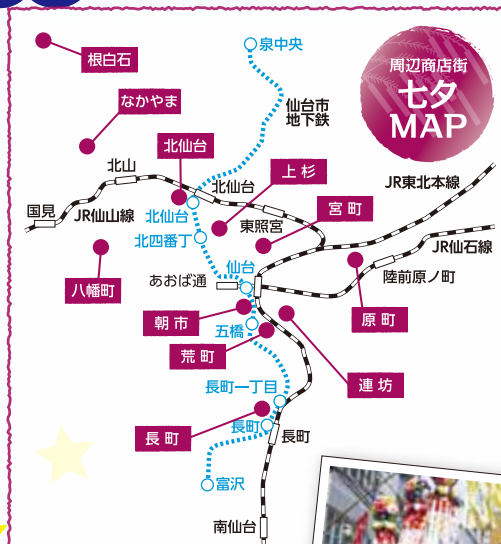 周辺商店街
七夕
MAP
根白石
泉中央
なかやま
仙台市
地下鉄
北仙台
北山
上杉
北仙台
JR東北本線
国見
JR仙山線
北仙台
東照宮
宮町
北四番丁
JR仙石線
仙台
陸前原ノ町
八幡町
あおば通
朝市
五橋
原町
荒町
連坊
長町一丁目
長町
長町
長町
富沢
南仙台